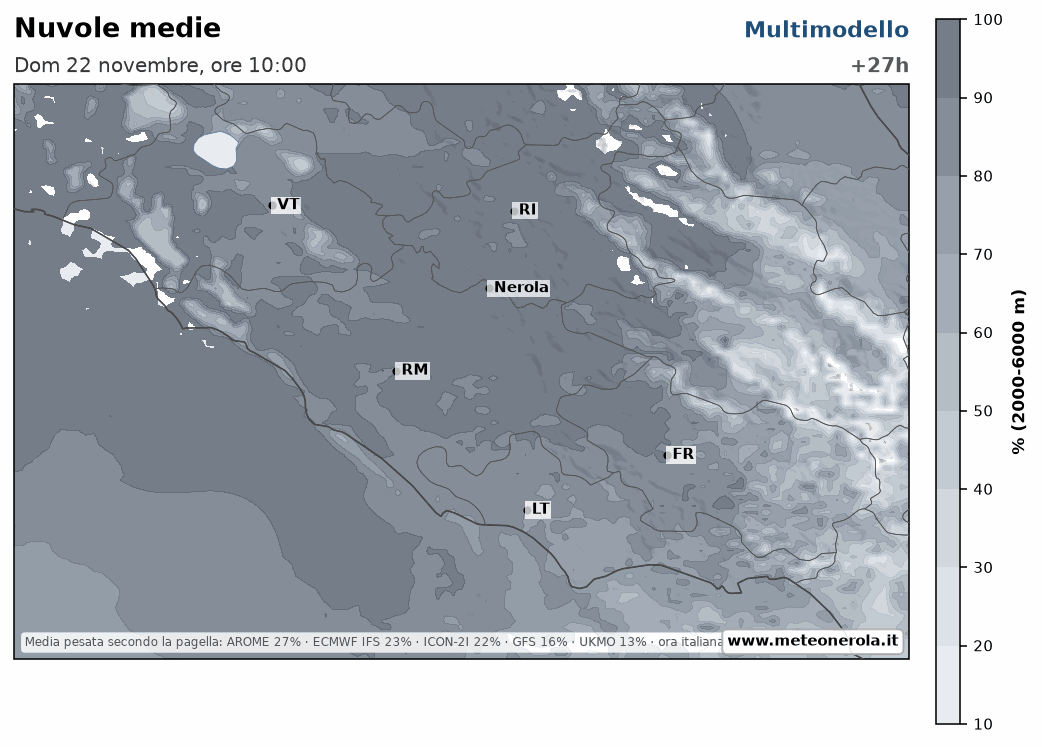 Nuvole medie
Multimodello
Dom 22 novembre, ore 10:00
+27h
VT
RI
Nerola
RM
FR
LT
Media pesata secondo la pagella: AROME 27% · ECMWF IFS 23% · ICON-2I 22% · GFS 16% · UKMO 13% · ora italiana
www.meteonerola.it
100
90
80
70
60
50
40
30
20
10
% (2000-6000 m)